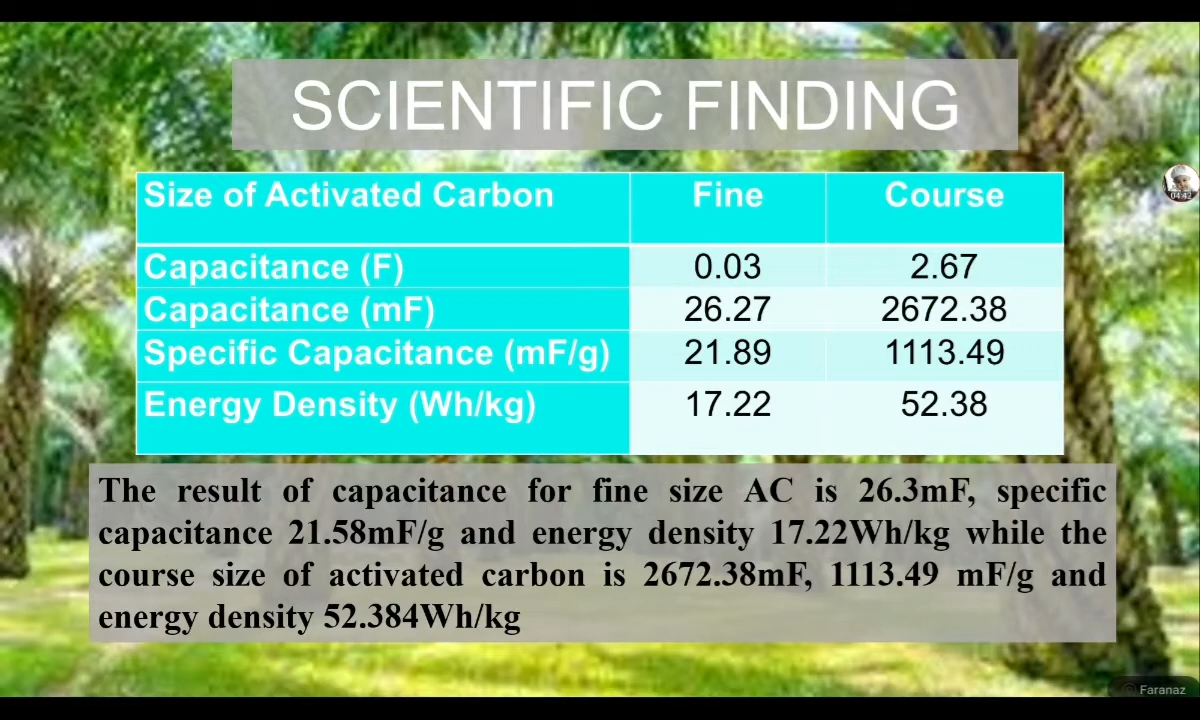 SCIENTIFIC FINDING
Size of Activated Carbon Fine Course
Capacitance (F) 0.03 2.67
Capacitance (mF) 26.27 2672.38
Specific Capacitance (mF/g) 21.89 1113.49
Energy Density (Wh/kg) 17.22 52.38
The result of capacitance for fine size AC is 26.3mF, specific
capacitance 21.58mF/g and energy density 17.22Wh/kg while the
course size of activated carbon is 2672.38mF, 1113.49 mF/g and
energy density 52.384Wh/kg
04:42
Faranaz